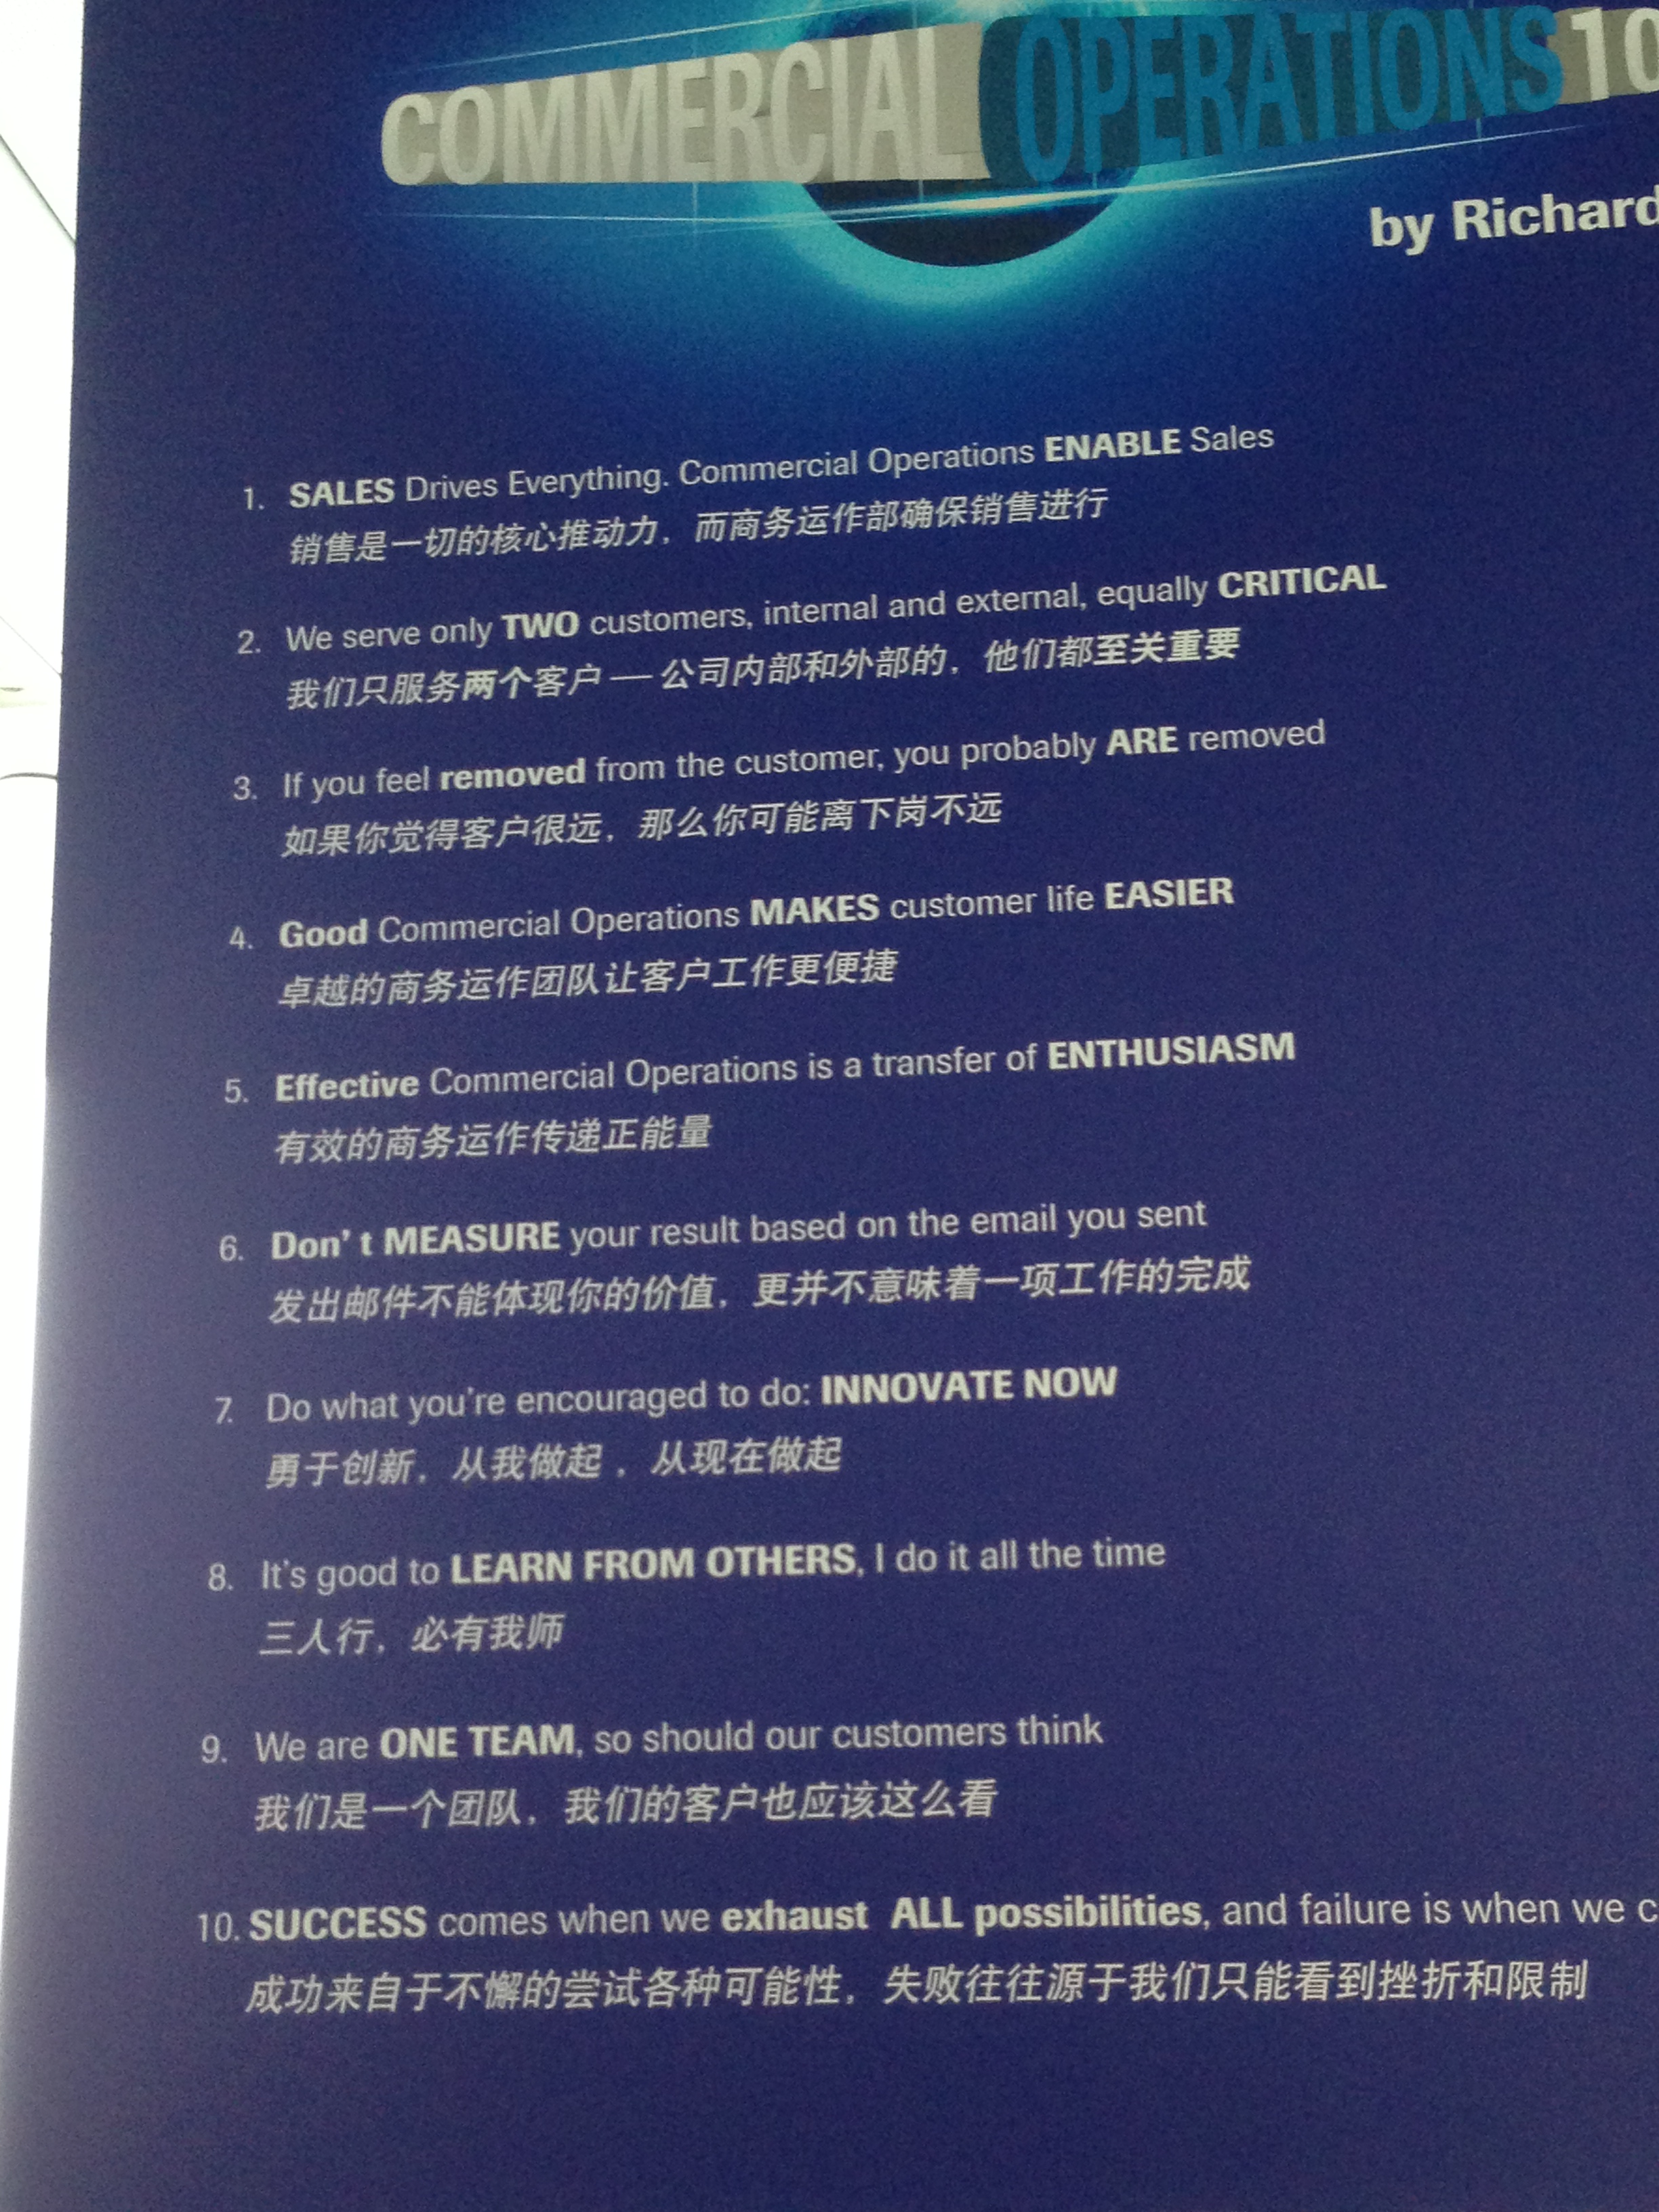 COMMERCIAL OPERATIONS 10
by Richard
1. SALES Drives Everything. Commercial Operations ENABLE Sales
销售是一切的核心推动力，而商务运作部确保销售进行
2. We serve only TWO customers, internal and external, equally CRITICAL
我们只服务两个客户 — 公司内部和外部的，他们都至关重要
3. If you feel removed from the customer, you probably ARE removed
如果你觉得客户很远，那么你可能离下岗不远
4. Good Commercial Operations MAKES customer life EASIER
卓越的商务运作团队让客户工作更便捷
5. Effective Commercial Operations is a transfer of ENTHUSIASM
有效的商务运作传递正能量
6. Don't MEASURE your result based on the email you sent
发出邮件不能体现你的价值，更并不意味着一项工作的完成
7. Do what you're encouraged to do: INNOVATE NOW
勇于创新，从我做起，从现在做起
8. It's good to LEARN FROM OTHERS, I do it all the time
三人行，必有我师
9. We are ONE TEAM, so should our customers think
我们是一个团队，我们的客户也应该这么看
10. SUCCESS comes when we exhaust ALL possibilities, and failure is when we
成功来自于不懈的尝试各种可能性，失败往往源于我们只能看到挫折和限制